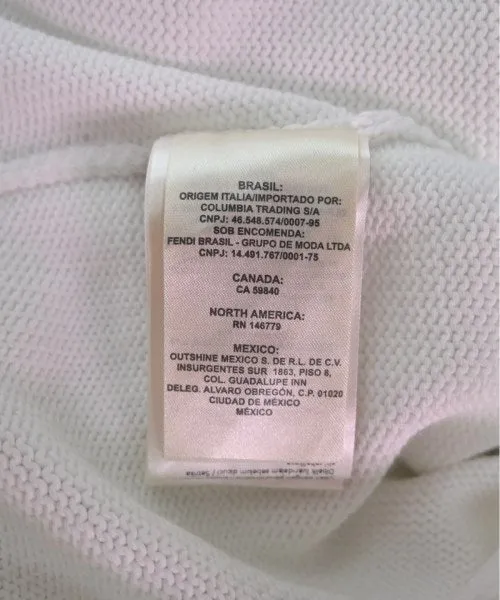 BRASIL:
ORIGEM ITALIA/IMPORTADO POR:
COLUMBIA TRADING S/A
CNPJ: 46.548.574/0007-95
SOB ENCOMENDA:
FENDI BRASIL - GRUPO DE MODA LTDA
CNPJ: 14.491.767/0001-75
CANADA:
CA 59840
NORTH AMERICA:
RN 146779
MEXICO:
OUTSHINE MEXICO S. DE R.L. DE C.V.
INSURGENTES SUR 1863, PISO 8,
COL. GUADALUPE INN
DELEG. ALVARO OBREGÓN, C.P. 01020
CIUDAD DE MÉXICO
MÉXICO